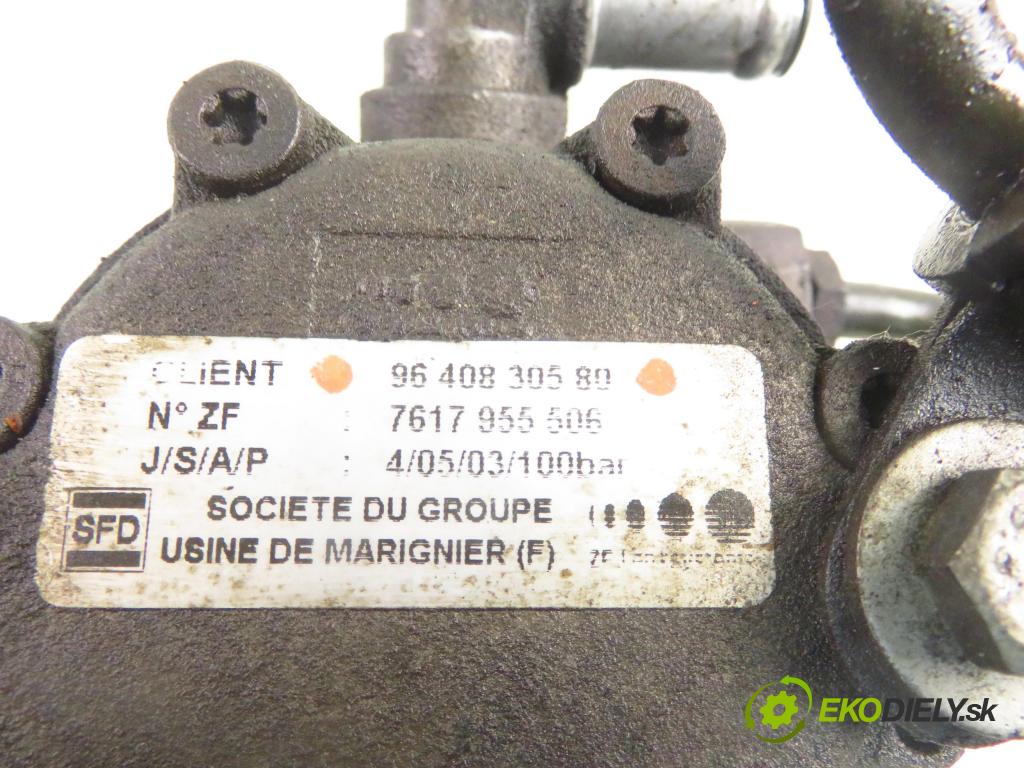 CLIENT 96 408 305 80
N° ZF : 7617 955 506
J/S/A/P : 4/05/03/100bar
SFD
SOCIETE DU GROUPE
USINE DE MARIGNIER (F) ZF
EKODIELY.sk